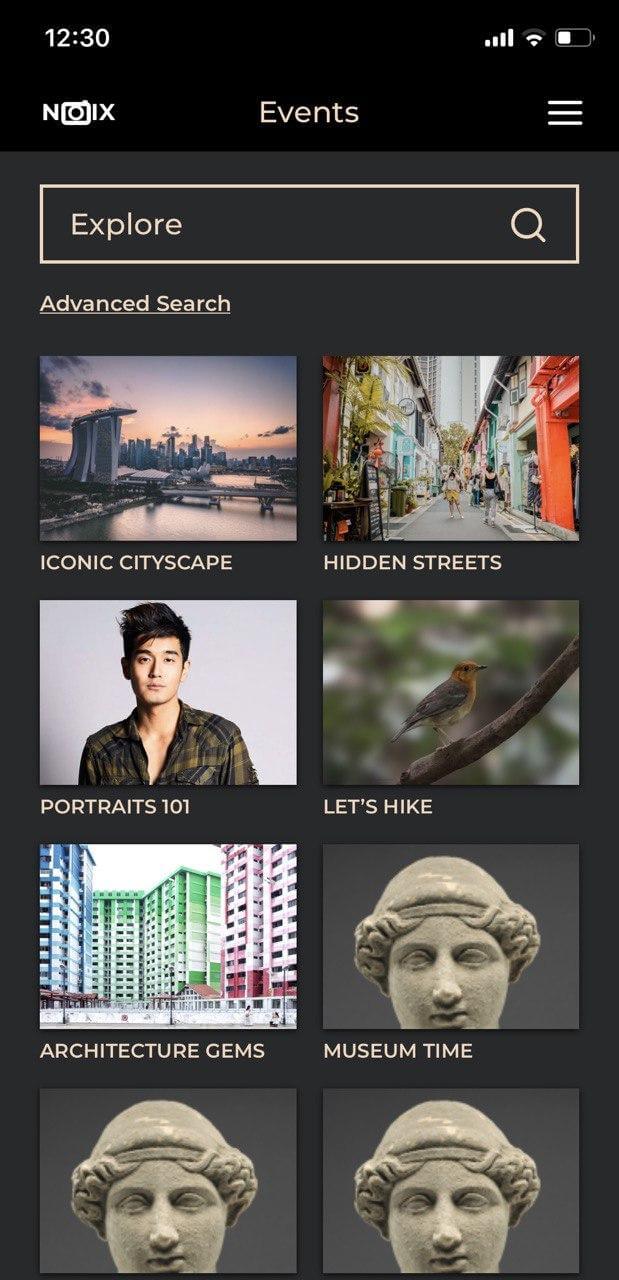 12:30
NOIX
Events
Explore
Advanced Search
ICONIC CITYSCAPE
HIDDEN STREETS
PORTRAITS 101
LET’S HIKE
ARCHITECTURE GEMS
MUSEUM TIME